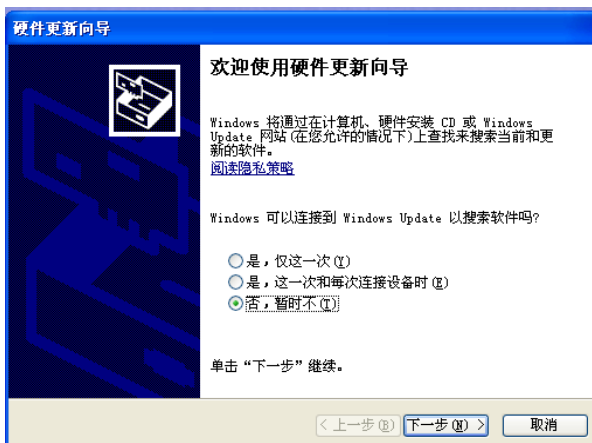 硬件更新向导
欢迎使用硬件更新向导
Windows 将通过在计算机、硬件安装 CD 或 Windows
Update 网站(在您允许的情况下)上查找来搜索当前和更
新的软件。
阅读隐私策略
Windows 可以连接到 Windows Update 以搜索软件吗?
是，仅这一次(Y)
是，这一次和每次连接设备时(E)
否，暂时不(T)
单击“下一步”继续。
< 上一步(B) 下一步(N) > 取消